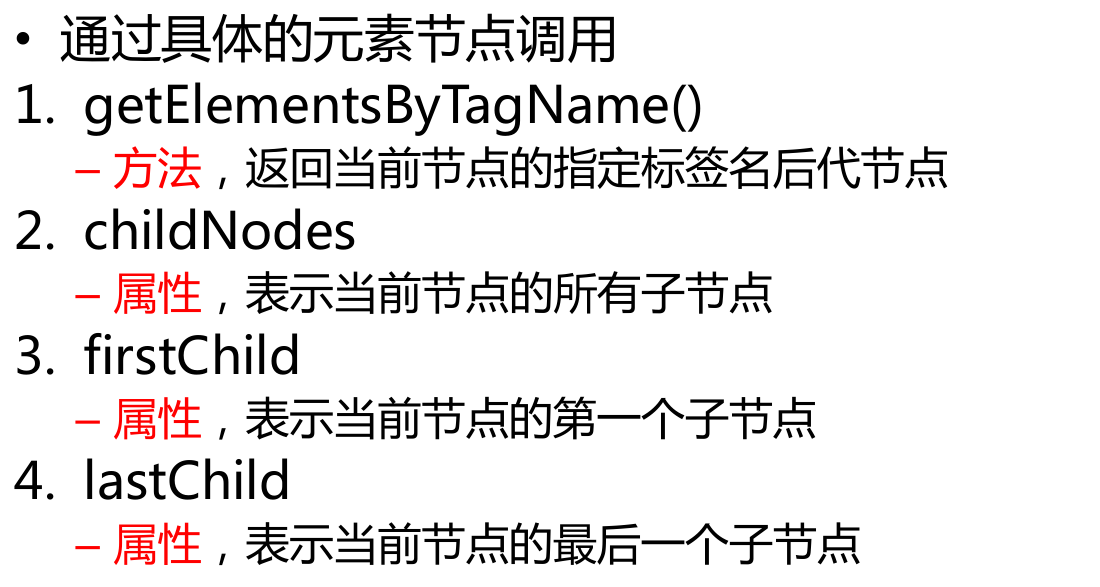 • 通过具体的元素节点调用
1. getElementsByTagName()
– 方法，返回当前节点的指定标签名后代节点
2. childNodes
– 属性，表示当前节点的所有子节点
3. firstChild
– 属性，表示当前节点的第一个子节点
4. lastChild
– 属性，表示当前节点的最后一个子节点